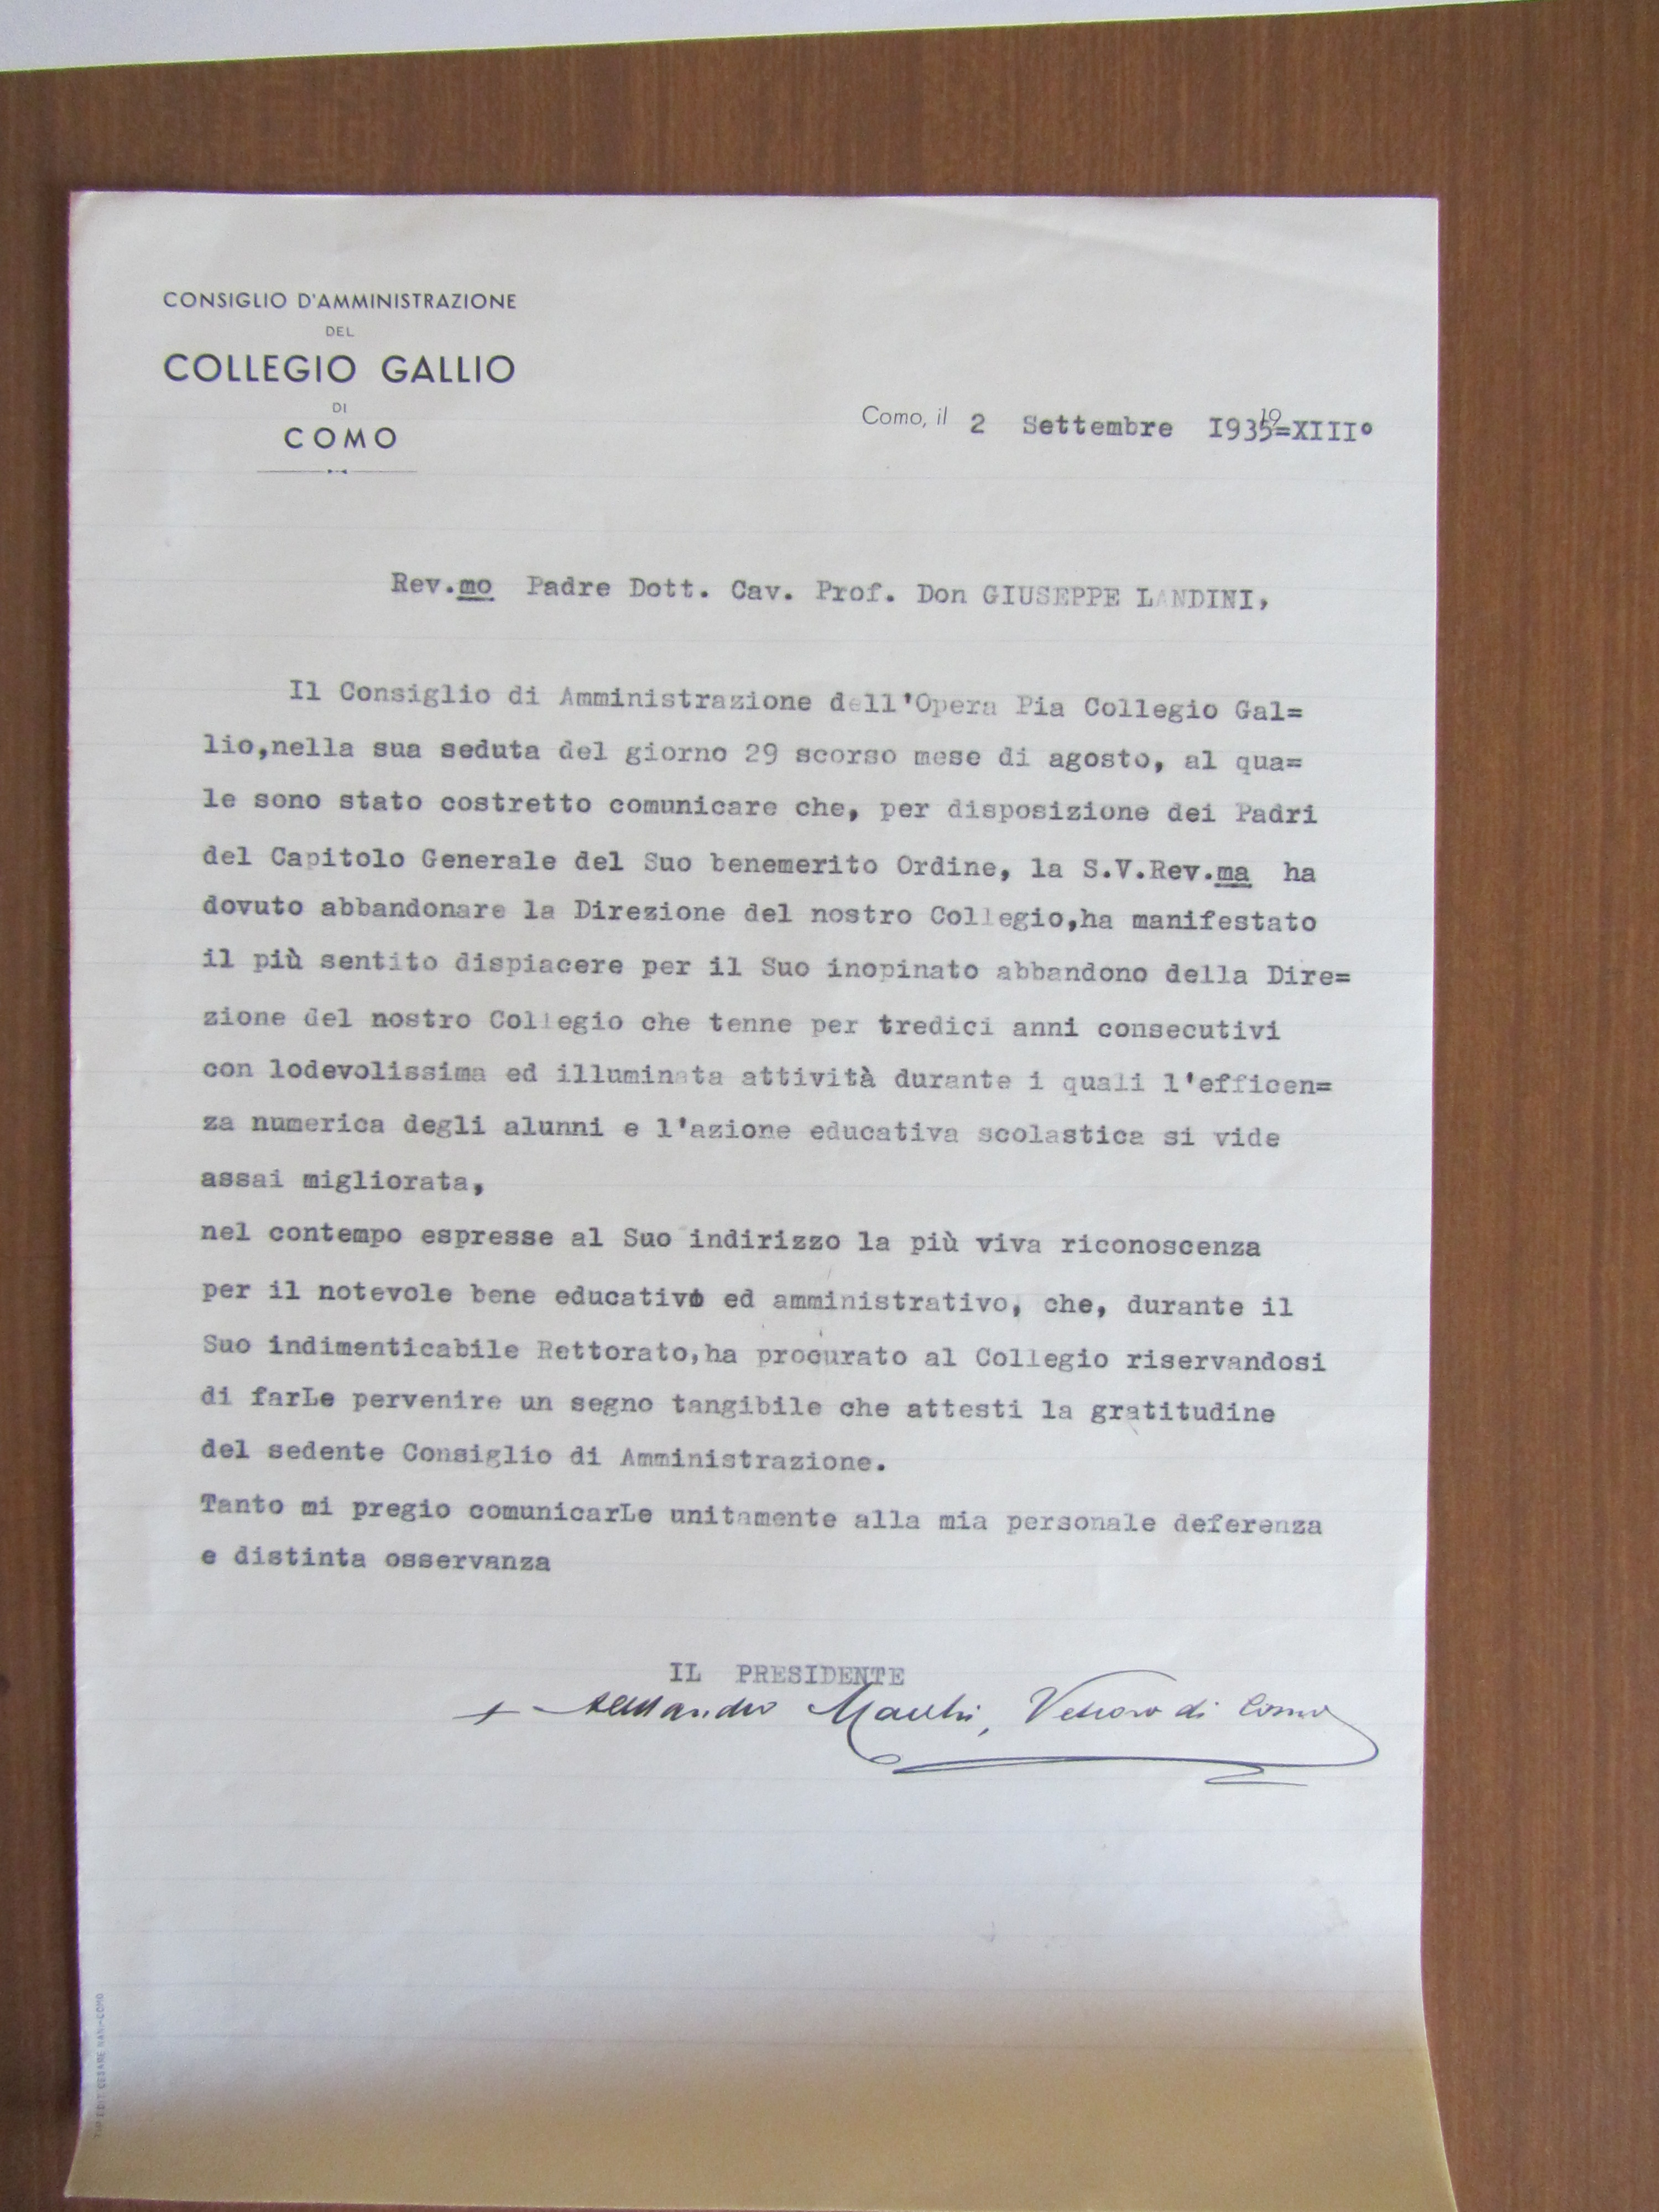 CONSIGLIO D'AMMINISTRAZIONE
DEL
COLLEGIO GALLIO
DI
COMO
Como, il 2 Settembre I935=XIII° 19
Rev.mo Padre Dott. Cav. Prof. Don GIUSEPPE LANDINI,
Il Consiglio di Amministrazione dell'Opera Pia Collegio Gal=
lio,nella sua seduta del giorno 29 scorso mese di agosto, al qua=
le sono stato costretto comunicare che, per disposizione dei Padri
del Capitolo Generale del Suo benemerito Ordine, la S.V.Rev.ma ha
dovuto abbandonare la Direzione del nostro Collegio,ha manifestato
il più sentito dispiacere per il Suo inopinato abbandono della Dire=
zione del nostro Collegio che tenne per tredici anni consecutivi
con lodevolissima ed illuminata attività durante i quali l'efficen=
za numerica degli alunni e l'azione educativa scolastica si vide
assai migliorata,
nel contempo espresse al Suo indirizzo la più viva riconoscenza
per il notevole bene educativo ed amministrativo, che, durante il
Suo indimenticabile Rettorato,ha procurato al Collegio riservandosi
di farLe pervenire un segno tangibile che attesti la gratitudine
del sedente Consiglio di Amministrazione.
Tanto mi pregio comunicarLe unitamente alla mia personale deferenza
e distinta osservanza
IL PRESIDENTE
+ Alessandro Macchi, Vescovo di Como
TIP. EDIT. CESARE NANI-COMO